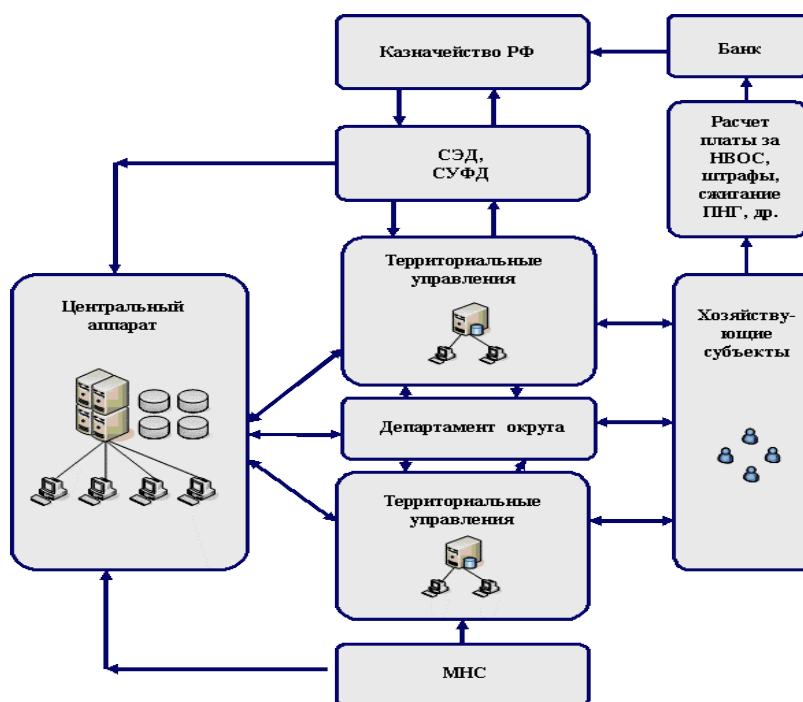 Казначейство РФ
Банк
Расчет
платы за
НВОС,
штрафы,
сжигание
ПНГ, др.
СЭД,
СУФД
Территориальные
управления
Центральный
аппарат
Хозяйству-
ющие
субъекты
Департамент округа
Территориальные
управления
МНС